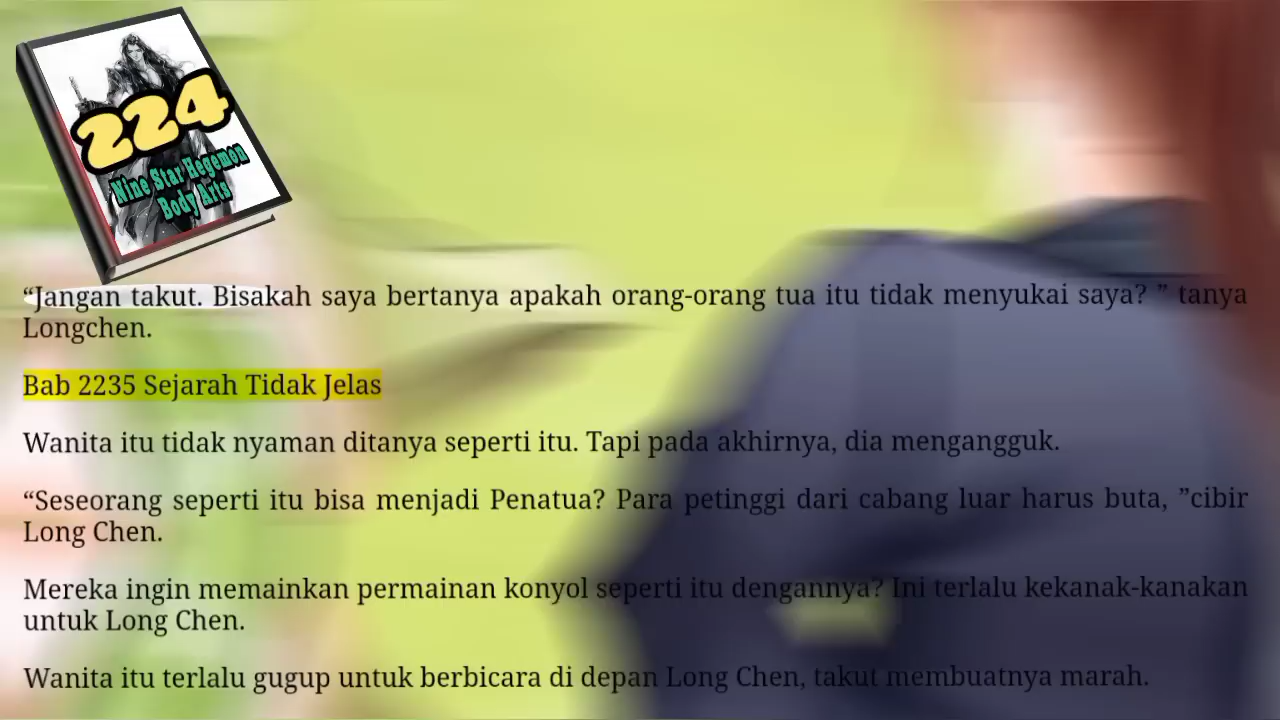 224
Nine Star Hegemon
Body Arts
“Jangan takut. Bisakah saya bertanya apakah orang-orang tua itu tidak menyukai saya? ” tanya
Longchen.
Bab 2235 Sejarah Tidak Jelas
Wanita itu tidak nyaman ditanya seperti itu. Tapi pada akhirnya, dia mengangguk.
“Seseorang seperti itu bisa menjadi Penatua? Para petinggi dari cabang luar harus buta, ”cibir
Long Chen.
Mereka ingin memainkan permainan konyol seperti itu dengannya? Ini terlalu kekanak-kanakan
untuk Long Chen.
Wanita itu terlalu gugup untuk berbicara di depan Long Chen, takut membuatnya marah.